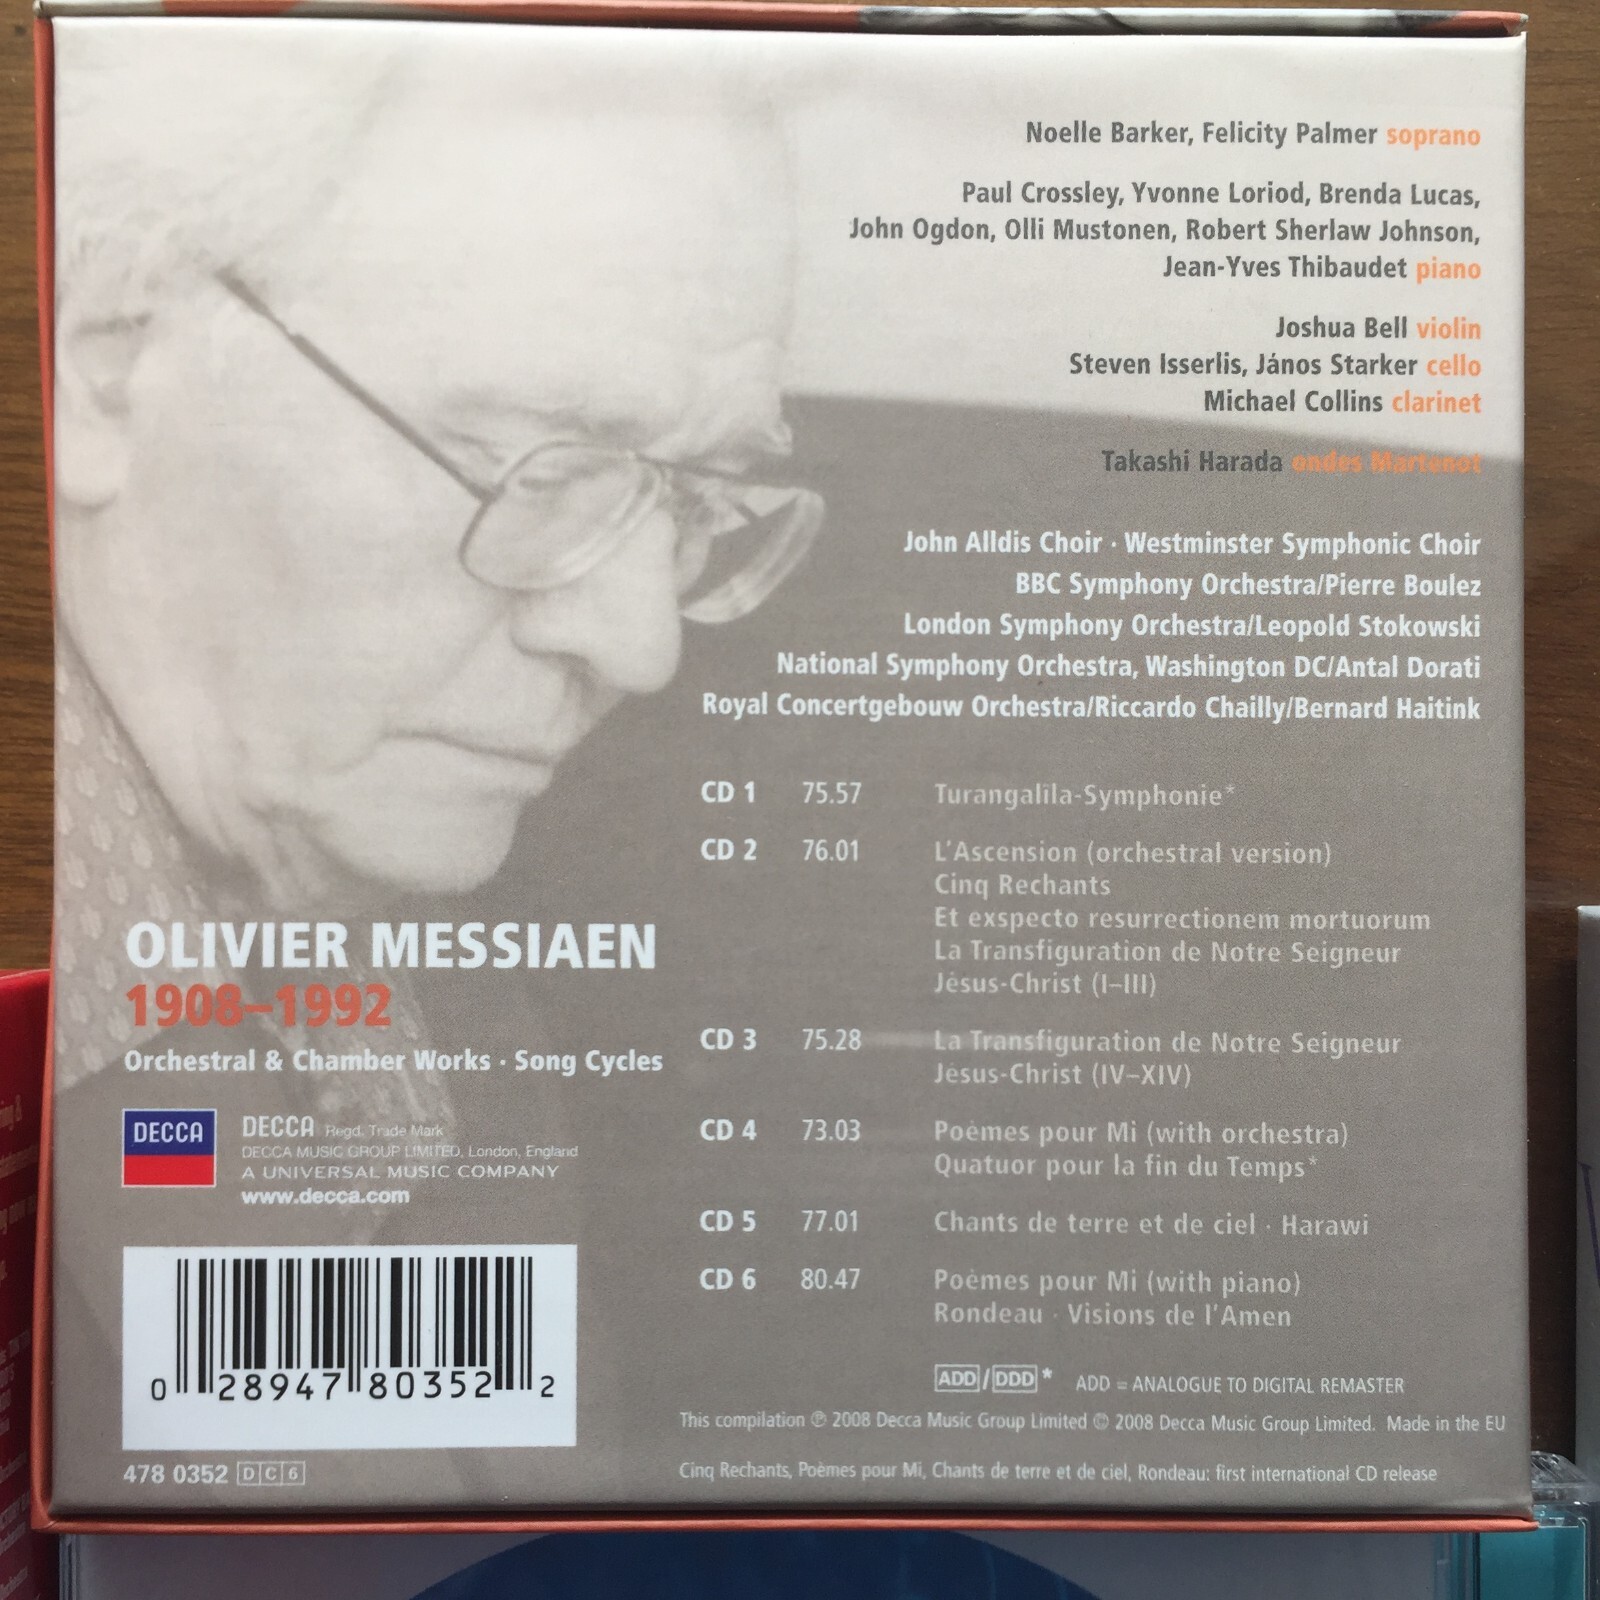 Noelle Barker, Felicity Palmer soprano
Paul Crossley, Yvonne Loriod, Brenda Lucas,
John Ogdon, Olli Mustonen, Robert Sherlaw Johnson,
Jean-Yves Thibaudet piano
Joshua Bell violin
Steven Isserlis, János Starker cello
Michael Collins clarinet
Takashi Harada ondes Martenot
John Alldis Choir · Westminster Symphonic Choir
BBC Symphony Orchestra/Pierre Boulez
London Symphony Orchestra/Leopold Stokowski
National Symphony Orchestra, Washington DC/Antal Dorati
Royal Concertgebouw Orchestra/Riccardo Chailly/Bernard Haitink
CD 1 75.57 Turangalîla-Symphonie*
CD 2 76.01 L'Ascension (orchestral version)
Cinq Rechants
Et exspecto resurrectionem mortuorum
La Transfiguration de Notre Seigneur
Jésus-Christ (I–III)
CD 3 75.28 La Transfiguration de Notre Seigneur
Jésus-Christ (IV–XIV)
CD 4 73.03 Poèmes pour Mi (with orchestra)
Quatuor pour la fin du Temps*
CD 5 77.01 Chants de terre et de ciel · Harawi
CD 6 80.47 Poèmes pour Mi (with piano)
Rondeau · Visions de l'Amen
ADD/DDD* ADD = ANALOGUE TO DIGITAL REMASTER
This compilation ℗ 2008 Decca Music Group Limited © 2008 Decca Music Group Limited. Made in the EU
Cinq Rechants, Poèmes pour Mi, Chants de terre et de ciel, Rondeau: first international CD release
OLIVIER MESSIAEN
1908–1992
Orchestral & Chamber Works · Song Cycles
DECCA
DECCA Regd. Trade Mark
DECCA MUSIC GROUP LIMITED, London, England
A UNIVERSAL MUSIC COMPANY
www.decca.com
0 28947 80352 2
478 0352 DC6